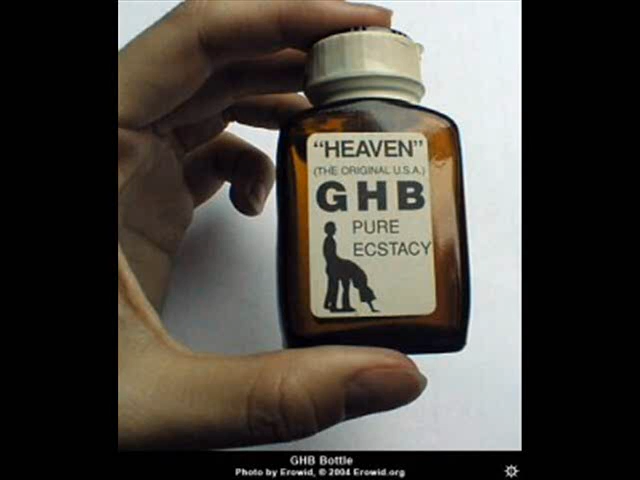 "HEAVEN"
(THE ORIGINAL U.S.A.)
GHB
PURE
ECSTACY
GHB Bottle
Photo by Erowid, © 2004 Erowid.org